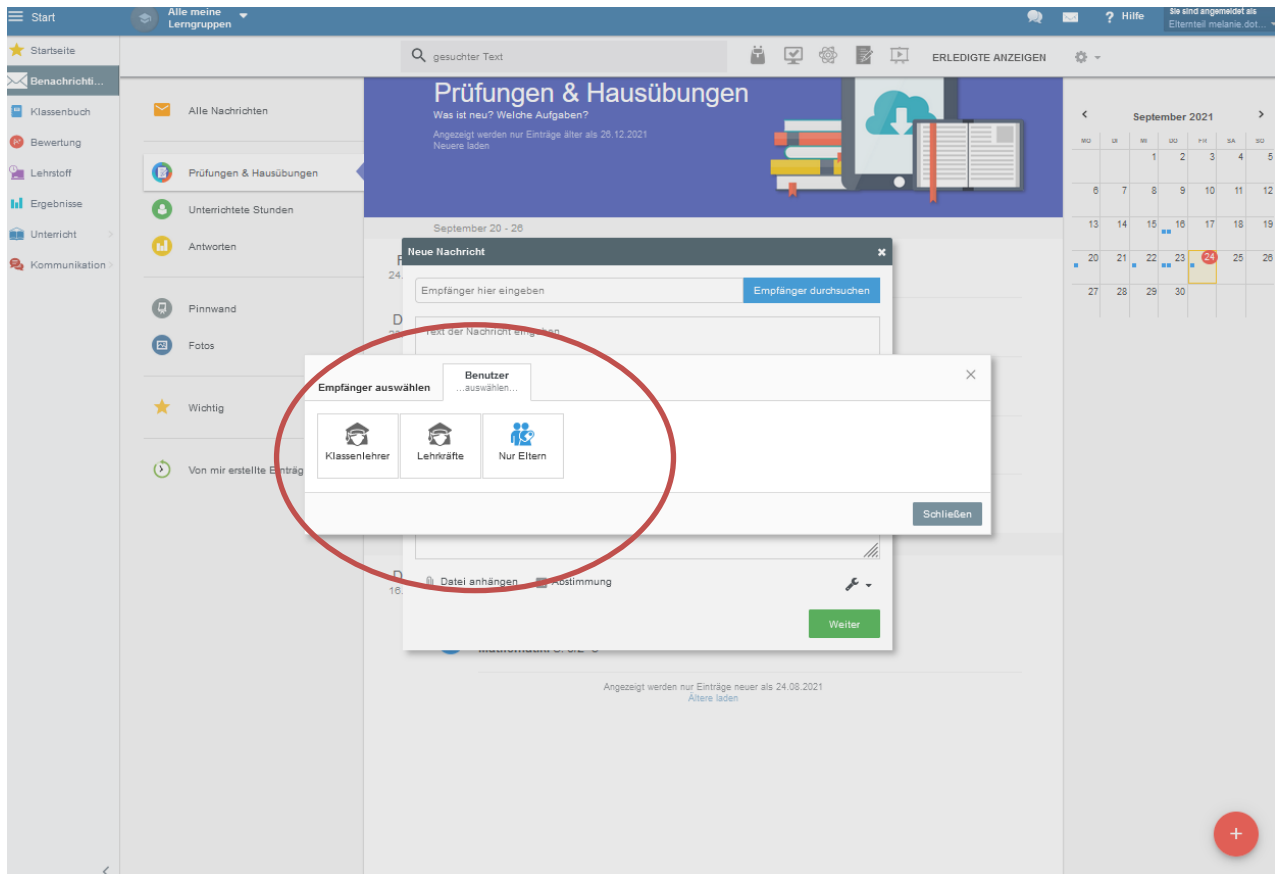 Start
Alle meine
Lerngruppen
? Hilfe
Sie sind angemeldet als
Elternteil melanie.dot...
Startseite
Benachrichti...
Klassenbuch
Bewertung
Lehrstoff
Ergebnisse
Unterricht
Kommunikation
gesuchter Text
ERLEDIGTE ANZEIGEN
Alle Nachrichten
Prüfungen & Hausübungen
Unterrichtete Stunden
Antworten
Pinnwand
Fotos
Wichtig
Von mir erstellte Einträg
Prüfungen & Hausübungen
Was ist neu? Welche Aufgaben?
Angezeigt werden nur Einträge älter als 26.12.2021
Neuere laden
September 20 - 26
24.
D
Neue Nachricht
Empfänger hier eingeben
Empfänger durchsuchen
Text der Nachricht eingeben
Empfänger auswählen
Benutzer
...auswählen...
Klassenlehrer
Lehrkräfte
Nur Eltern
Schließen
D
16.
Datei anhängen
Abstimmung
Weiter
Angezeigt werden nur Einträge neuer als 24.08.2021
Ältere laden
September 2021
MO DI MI DO FR SA SO
1 2 3 4 5
6 7 8 9 10 11 12
13 14 15 16 17 18 19
20 21 22 23 24 25 26
27 28 29 30